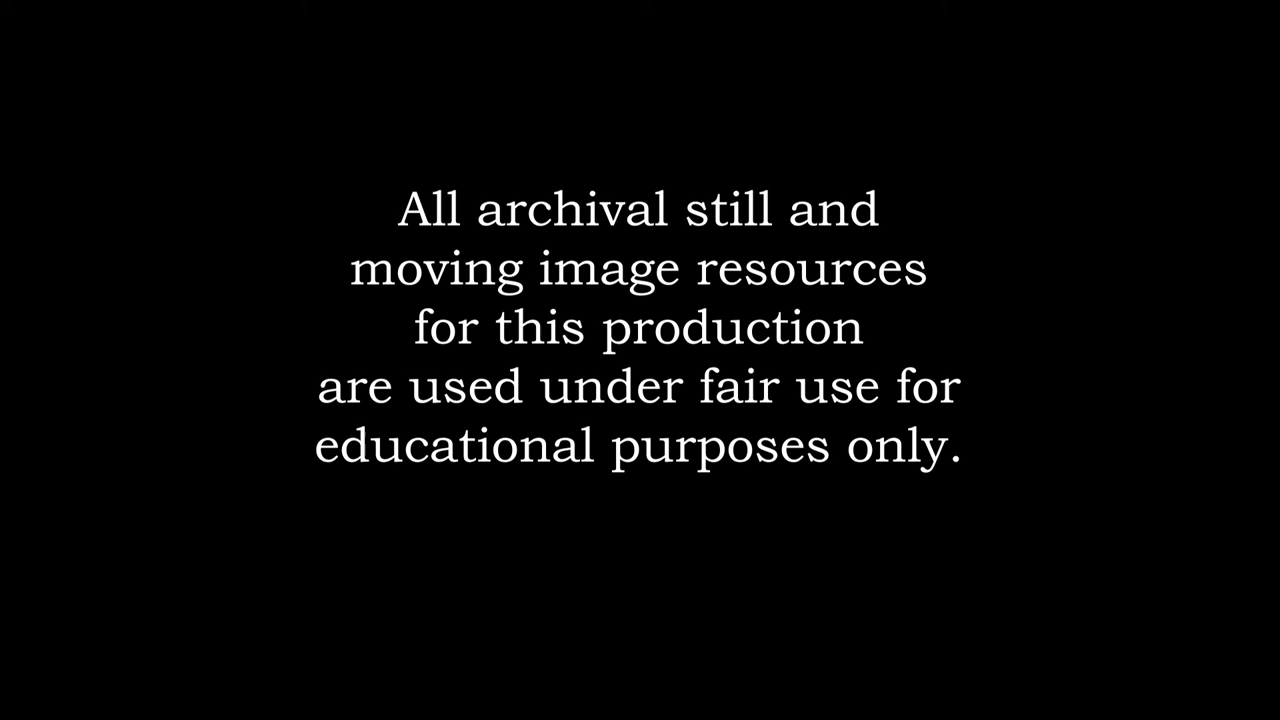 All archival still and
moving image resources
for this production
are used under fair use for
educational purposes only.